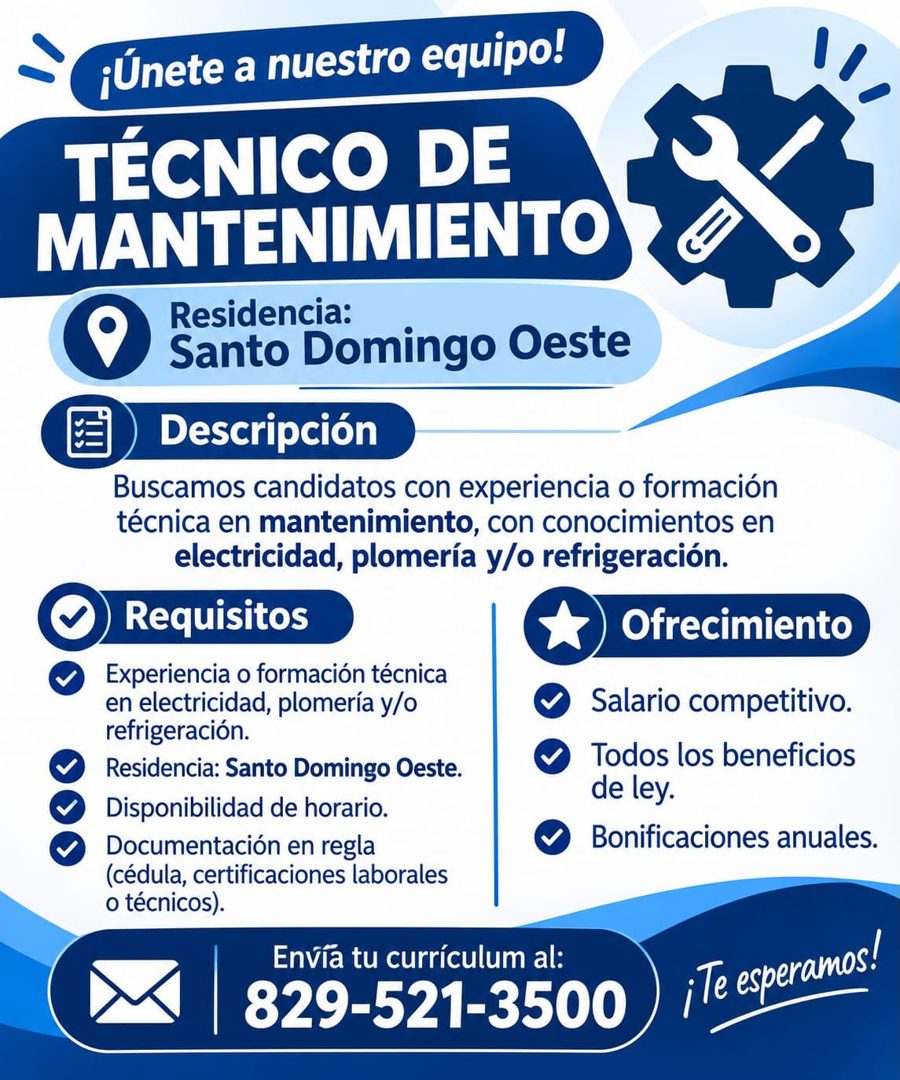 ¡Únete a nuestro equipo!
TÉCNICO DE
MANTENIMIENTO
Residencia:
Santo Domingo Oeste
Descripción
Buscamos candidatos con experiencia o formación
técnica en mantenimiento, con conocimientos en
electricidad, plomería y/o refrigeración.
Requisitos
Experiencia o formación técnica
en electricidad, plomería y/o
refrigeración.
Residencia: Santo Domingo Oeste.
Disponibilidad de horario.
Documentación en regla
(cédula, certificaciones laborales
o técnicos).
Ofrecimiento
Salario competitivo.
Todos los beneficios
de ley.
Bonificaciones anuales.
Envía tu currículum al:
829-521-3500
¡Te esperamos!